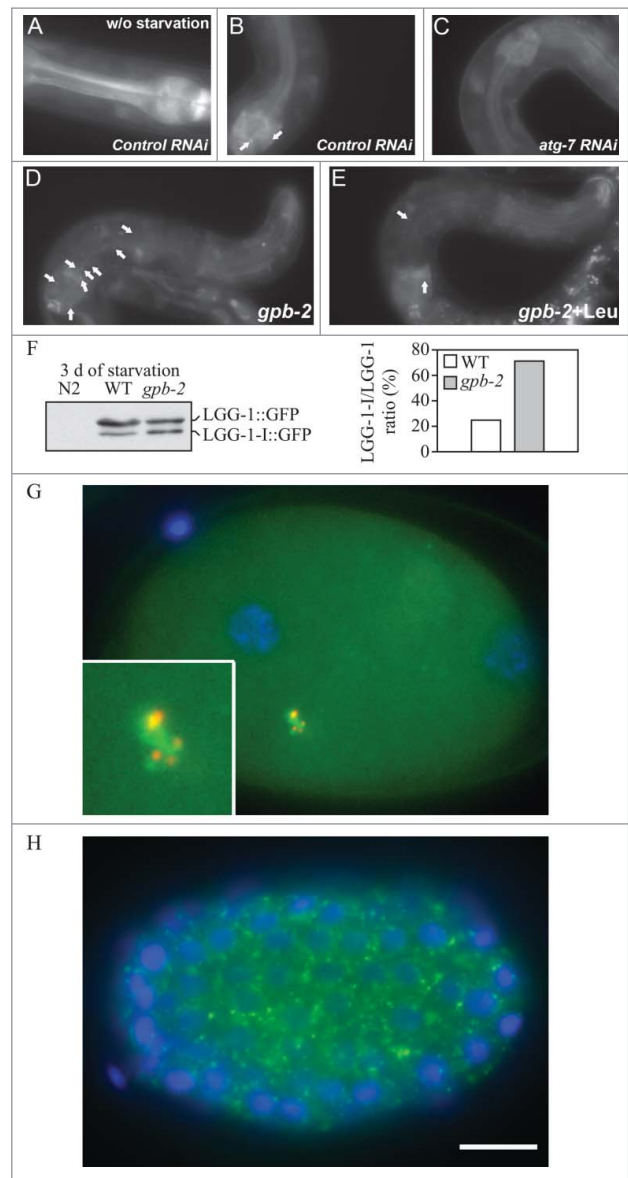 A
w/o starvation
Control RNAi
B
Control RNAi
C
atg-7 RNAi
D
gpb-2
E
gpb-2+Leu
F
3 d of starvation
N2 WT gpb-2
LGG-1::GFP
LGG-1-I::GFP
LGG-1-I/LGG-1
ratio (%)
80
60
40
20
0
WT
gpb-2
G
H